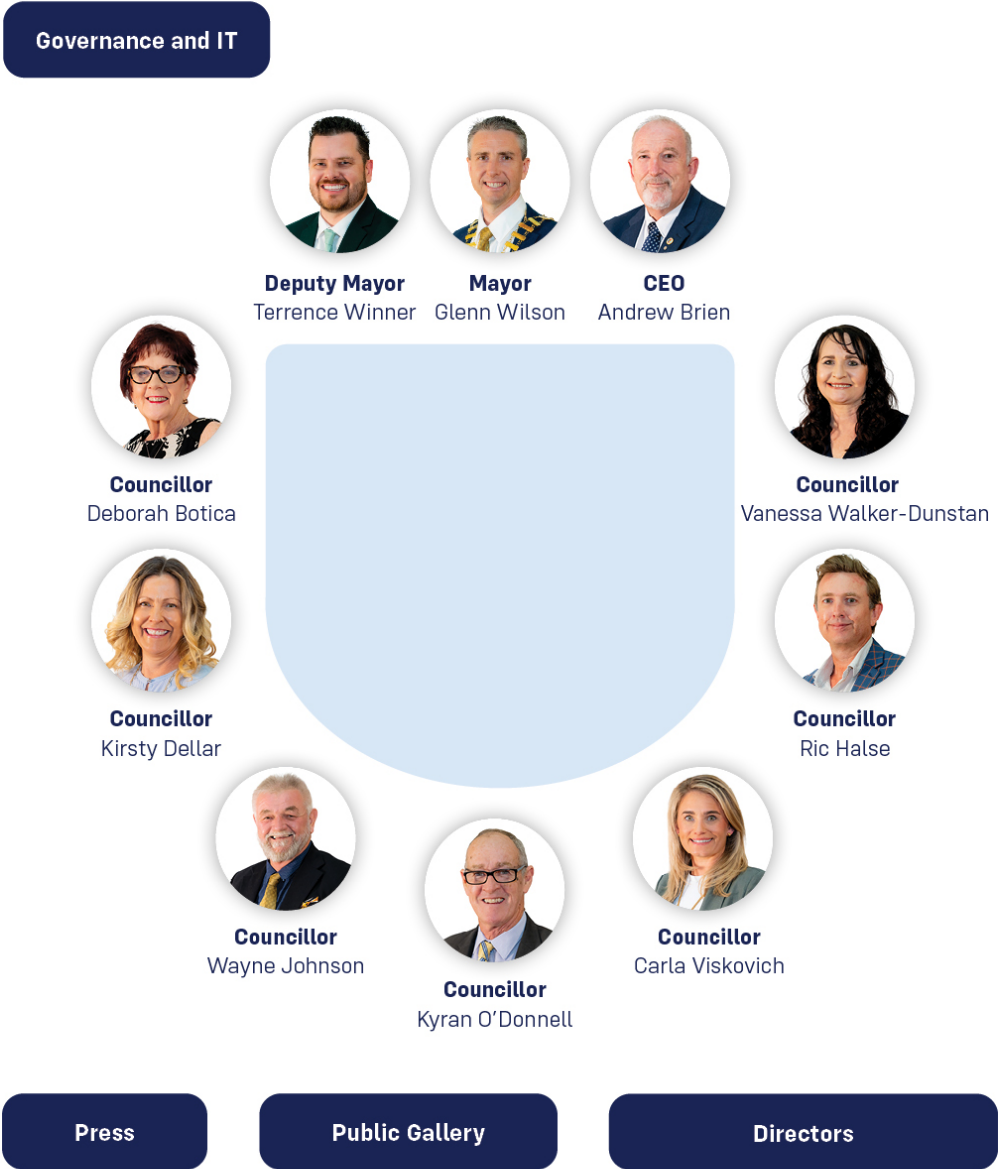 Governance and IT
Deputy Mayor
Terrence Winner
Mayor
Glenn Wilson
CEO
Andrew Brien
Councillor
Deborah Botica
Councillor
Vanessa Walker-Dunstan
Councillor
Kirsty Dellar
Councillor
Ric Halse
Councillor
Wayne Johnson
Councillor
Kyran O’Donnell
Councillor
Carla Viskovich
Press
Public Gallery
Directors